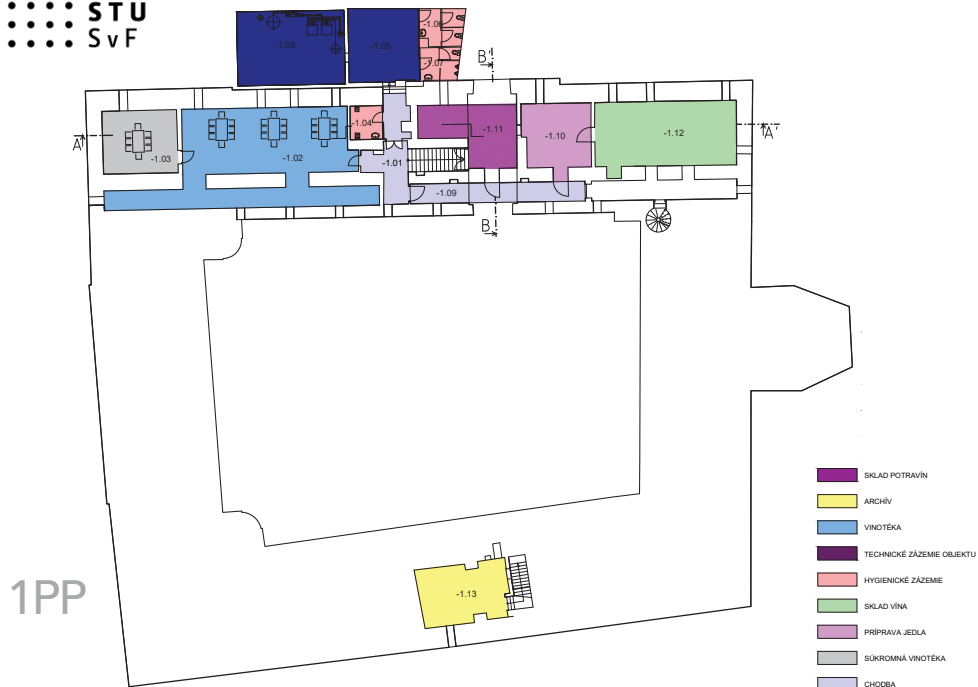 STU
SvF
-1.08
-1.05
-1.06
-1.07
B'
A
-1.03
-1.02
-1.04
-1.01
-1.11
-1.10
-1.12
A'
-1.09
B
SKLAD POTRAVÍN
ARCHÍV
VINOTÉKA
TECHNICKÉ ZÁZEMIE OBJEKTU
HYGIENICKÉ ZÁZEMIE
SKLAD VÍNA
PRÍPRAVA JEDLA
SÚKROMNÁ VINOTÉKA
CHODBA
1PP
-1.13